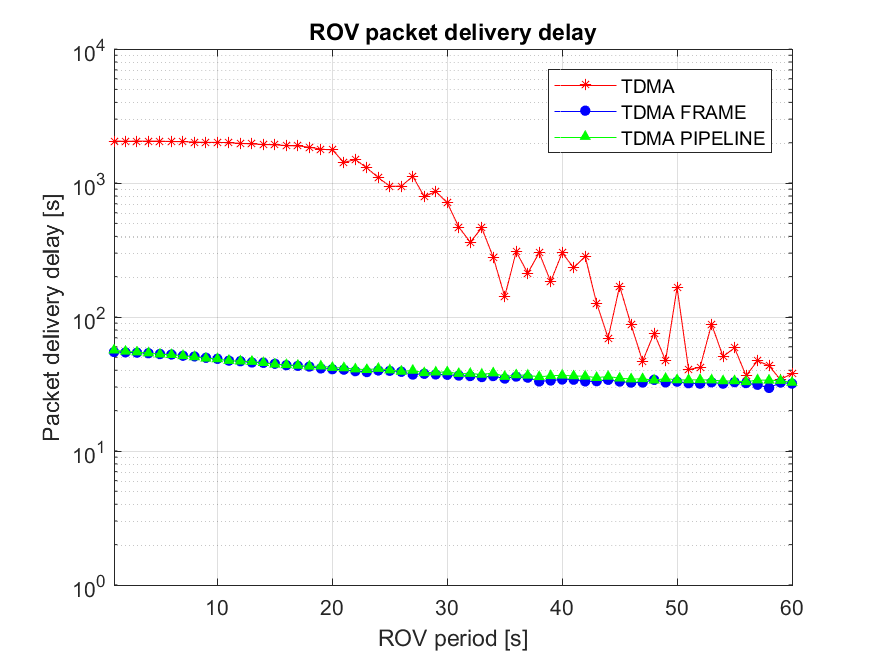 ROV packet delivery delay
TDMA
TDMA FRAME
TDMA PIPELINE
Packet delivery delay [s]
10^4
10^3
10^2
10^1
10^0
10 20 30 40 50 60
ROV period [s]